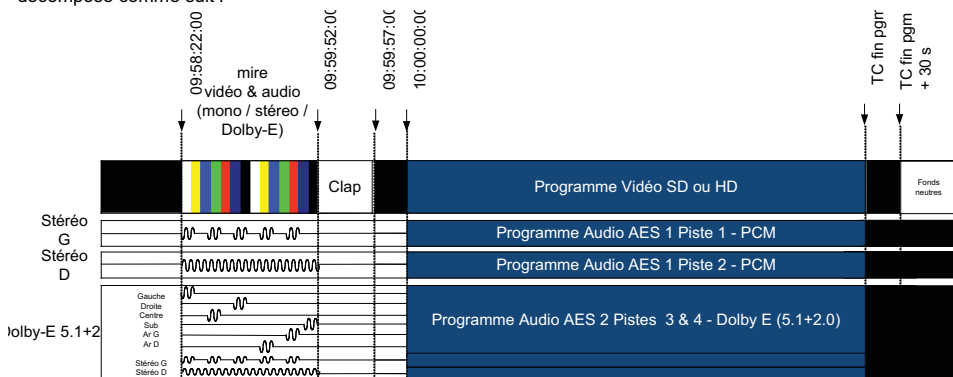 décomposé comme suit :
09:58:22:00
mire
vidéo & audio
(mono / stéreo /
Dolby-E)
09:59:52:00
09:59:57:00
10:00:00:00
TC fin pgm
TC fin pgm
+ 30 s
Clap
Programme Vidéo SD ou HD
Fonds
neutres
Stéréo
G
Programme Audio AES 1 Piste 1 - PCM
Stéréo
D
Programme Audio AES 1 Piste 2 - PCM
Dolby-E 5.1+2
Gauche
Droite
Centre
Sub
Ar G
Ar D
Stéréo G
Stéréo D
Programme Audio AES 2 Pistes 3 & 4 - Dolby E (5.1+2.0)